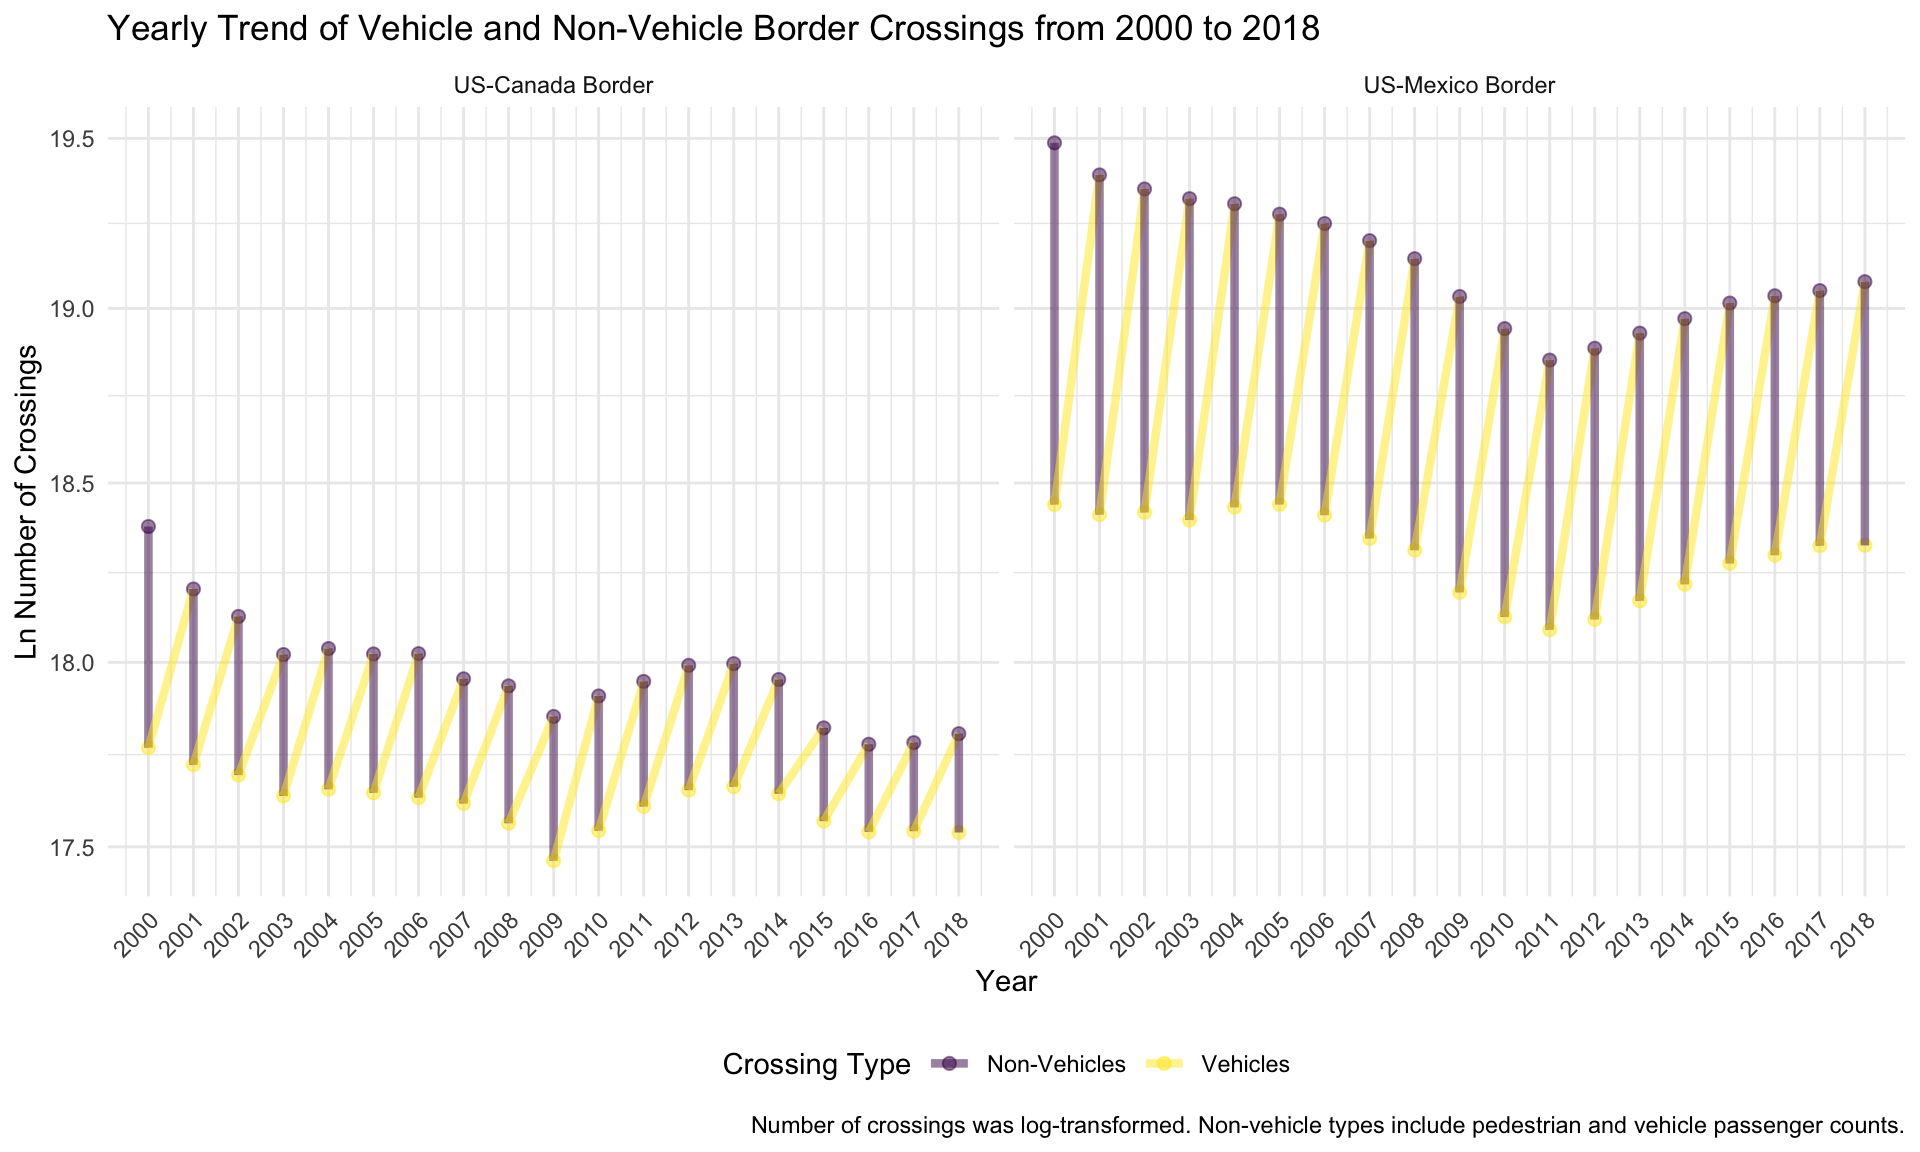 Yearly Trend of Vehicle and Non-Vehicle Border Crossings from 2000 to 2018
US-Canada Border
US-Mexico Border
Ln Number of Crossings
19.5
19.0
18.5
18.0
17.5
2000 2001 2002 2003 2004 2005 2006 2007 2008 2009 2010 2011 2012 2013 2014 2015 2016 2017 2018
2000 2001 2002 2003 2004 2005 2006 2007 2008 2009 2010 2011 2012 2013 2014 2015 2016 2017 2018
Year
Crossing Type Non-Vehicles Vehicles
Number of crossings was log-transformed. Non-vehicle types include pedestrian and vehicle passenger counts.